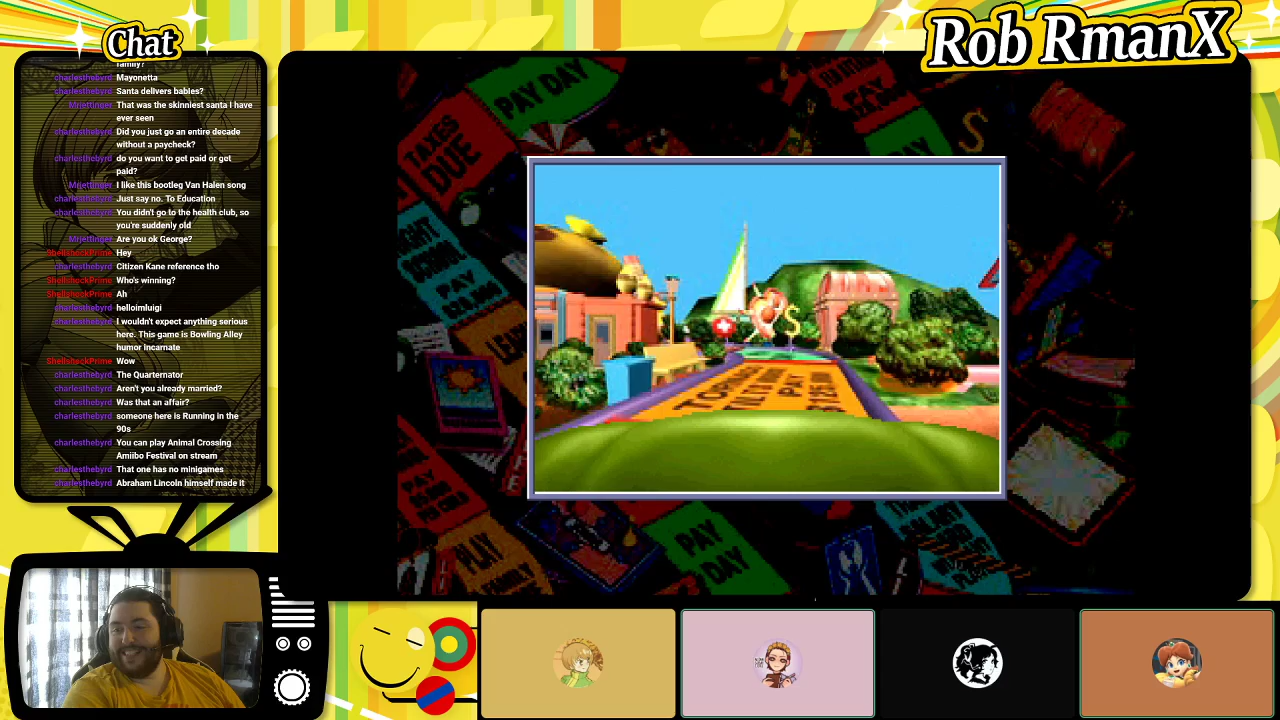 Chat
Rob RmanX
family?
charlesthebyrd Mayonetta
charlesthebyrd Santa delivers babies?
Mrjettinger That was the skinniest santa i have
ever seen
charlesthebyrd Did you just go an entire decade
without a paycheck?
charlesthebyrd do you want to get paid or get
paid?
Mrjettinger I like this bootleg Van Halen song
charlesthebyrd Just say no. To Education
charlesthebyrd You didn't go to the health club, so
you're suddenly old
Mrjettinger Are you ok George?
ShellshockPrime Hey
charlesthebyrd Citizen Kane reference tho
ShellshockPrime Who's winning?
ShellshockPrime Ah
charlesthebyrd helloimluigi
charlesthebyrd I wouldn't expect anything serious
here. This game is Bowling Alley
humor incarnate
ShellshockPrime Wow
charlesthebyrd The Quarternator
charlesthebyrd Aren't you already married?
charlesthebyrd Was that an affair?
charlesthebyrd someone here is Running in the
90s
charlesthebyrd You can play Animal Crossing
Amiibo Festival on stream
charlesthebyrd That one has no minigames
charlesthebyrd Abraham Lincoln himself made it
PAY
DAY